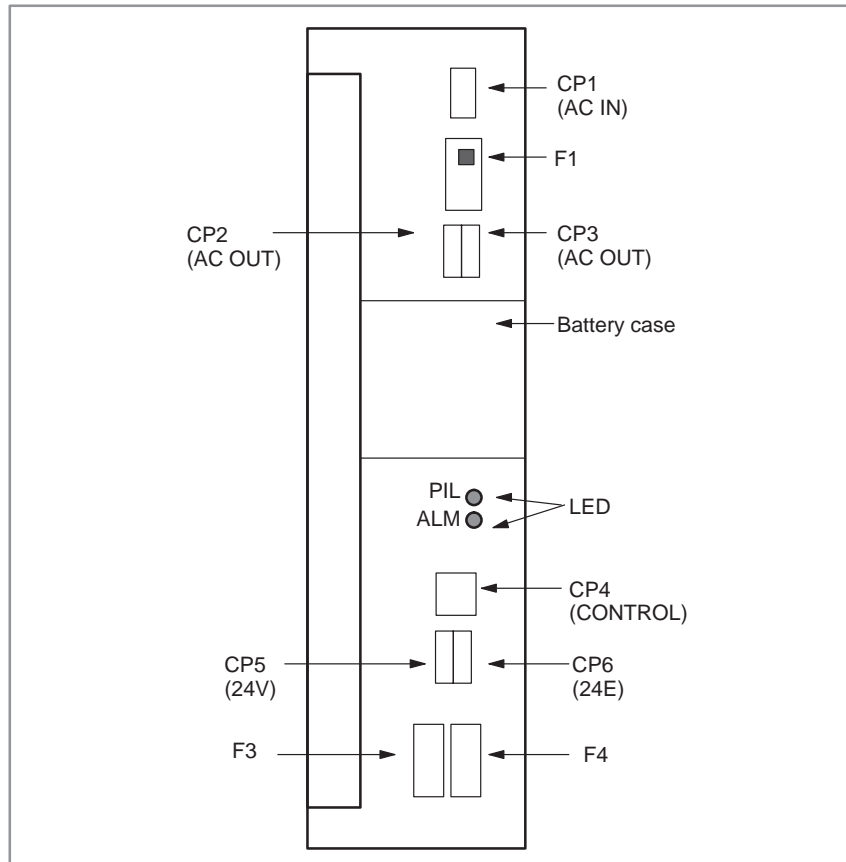 CP1
(AC IN)
F1
CP2
(AC OUT)
CP3
(AC OUT)
Battery case
PIL
ALM
LED
CP4
(CONTROL)
CP5
(24V)
CP6
(24E)
F3
F4